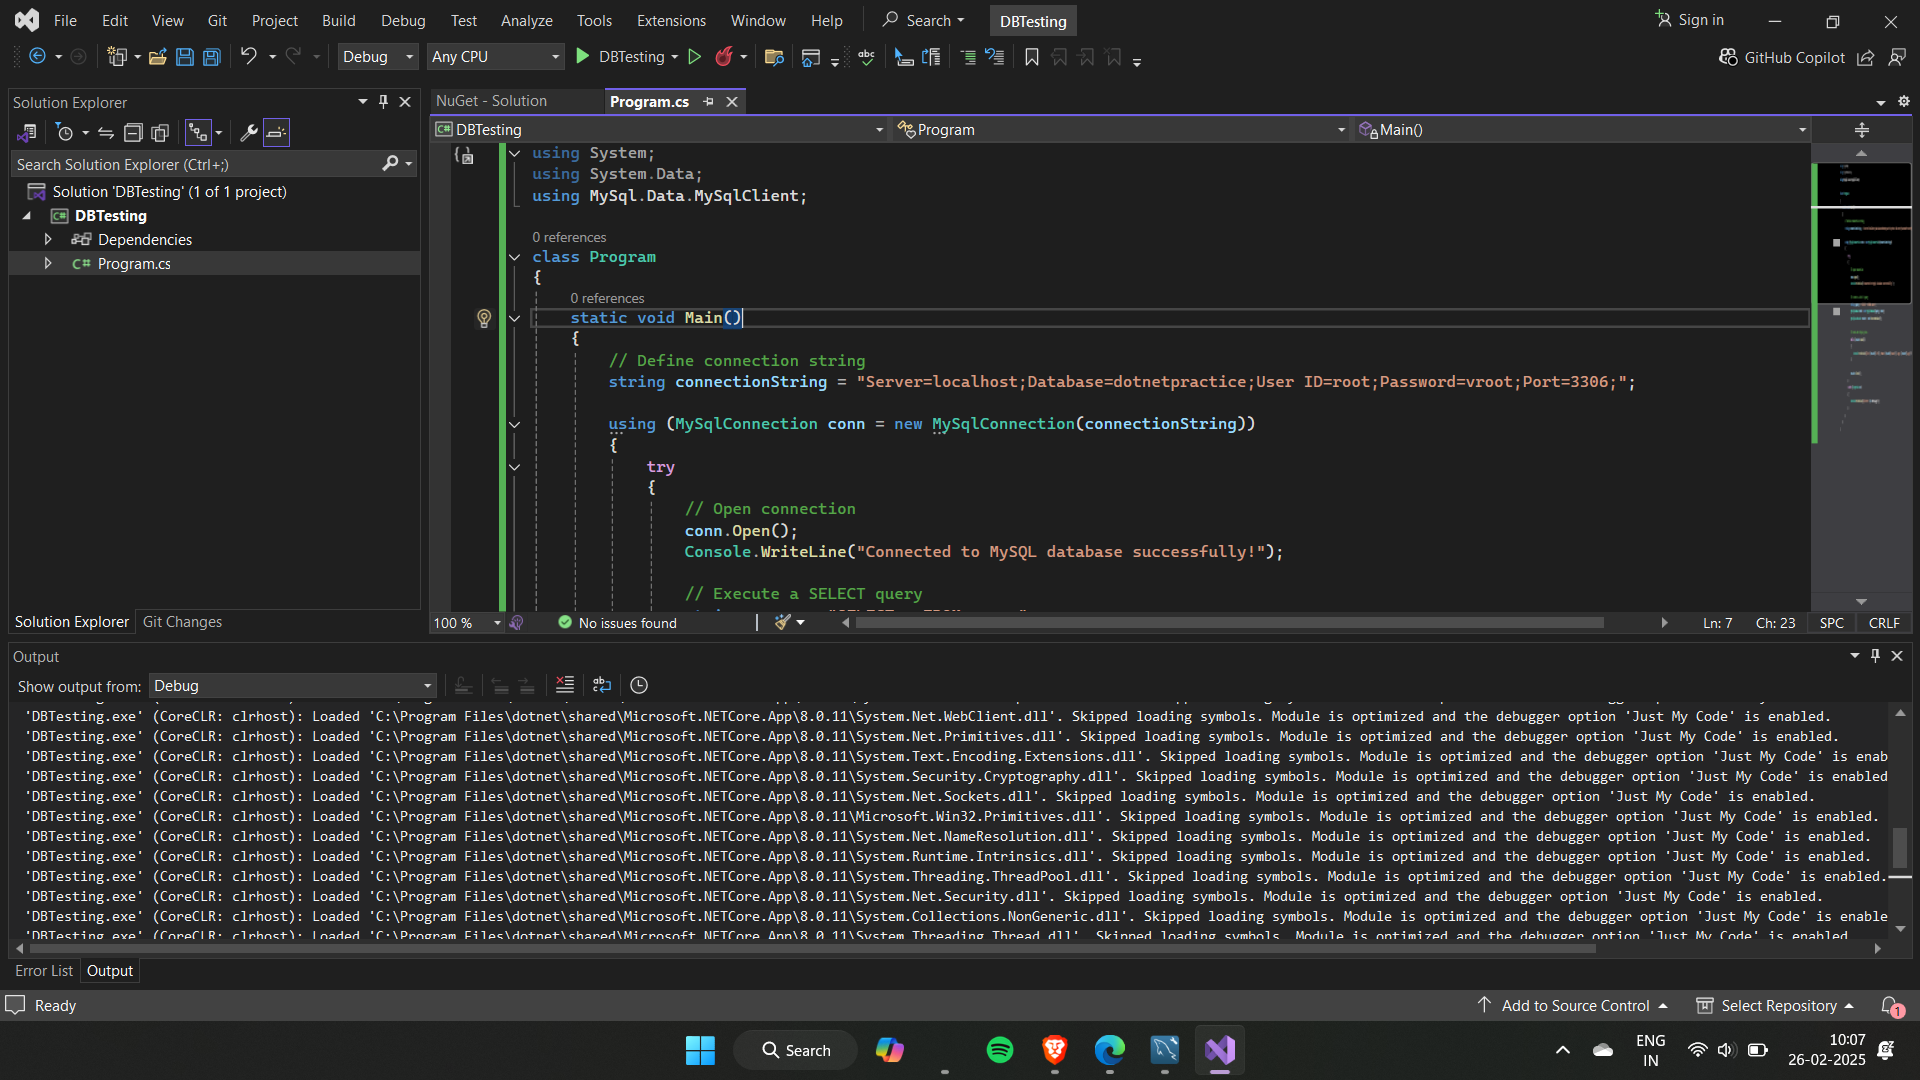 File Edit View Git Project Build Debug Test Analyze Tools Extensions Window Help Search DBTesting Sign in
Debug Any CPU DBTesting GitHub Copilot
Solution Explorer
Search Solution Explorer (Ctrl+;)
Solution 'DBTesting' (1 of 1 project)
C# DBTesting
Dependencies
C# Program.cs
Solution Explorer Git Changes
NuGet - Solution Program.cs
C# DBTesting Program Main()
using System;
using System.Data;
using MySql.Data.MySqlClient;
0 references
class Program
{
0 references
static void Main()
{
// Define connection string
string connectionString = "Server=localhost;Database=dotnetpractice;User ID=root;Password=vroot;Port=3306;";
using (MySqlConnection conn = new MySqlConnection(connectionString))
{
try
{
// Open connection
conn.Open();
Console.WriteLine("Connected to MySQL database successfully!");
// Execute a SELECT query
100 % No issues found Ln: 7 Ch: 23 SPC CRLF
Output
Show output from: Debug
'DBTesting.exe' (CoreCLR: clrhost): Loaded 'C:\Program Files\dotnet\shared\Microsoft.NETCore.App\8.0.11\System.Net.WebClient.dll'. Skipped loading symbols. Module is optimized and the debugger option 'Just My Code' is enabled.
'DBTesting.exe' (CoreCLR: clrhost): Loaded 'C:\Program Files\dotnet\shared\Microsoft.NETCore.App\8.0.11\System.Net.Primitives.dll'. Skipped loading symbols. Module is optimized and the debugger option 'Just My Code' is enabled.
'DBTesting.exe' (CoreCLR: clrhost): Loaded 'C:\Program Files\dotnet\shared\Microsoft.NETCore.App\8.0.11\System.Text.Encoding.Extensions.dll'. Skipped loading symbols. Module is optimized and the debugger option 'Just My Code' is enab
'DBTesting.exe' (CoreCLR: clrhost): Loaded 'C:\Program Files\dotnet\shared\Microsoft.NETCore.App\8.0.11\System.Security.Cryptography.dll'. Skipped loading symbols. Module is optimized and the debugger option 'Just My Code' is enabled
'DBTesting.exe' (CoreCLR: clrhost): Loaded 'C:\Program Files\dotnet\shared\Microsoft.NETCore.App\8.0.11\System.Net.Sockets.dll'. Skipped loading symbols. Module is optimized and the debugger option 'Just My Code' is enabled.
'DBTesting.exe' (CoreCLR: clrhost): Loaded 'C:\Program Files\dotnet\shared\Microsoft.NETCore.App\8.0.11\Microsoft.Win32.Primitives.dll'. Skipped loading symbols. Module is optimized and the debugger option 'Just My Code' is enabled.
'DBTesting.exe' (CoreCLR: clrhost): Loaded 'C:\Program Files\dotnet\shared\Microsoft.NETCore.App\8.0.11\System.Net.NameResolution.dll'. Skipped loading symbols. Module is optimized and the debugger option 'Just My Code' is enabled.
'DBTesting.exe' (CoreCLR: clrhost): Loaded 'C:\Program Files\dotnet\shared\Microsoft.NETCore.App\8.0.11\System.Runtime.Intrinsics.dll'. Skipped loading symbols. Module is optimized and the debugger option 'Just My Code' is enabled.
'DBTesting.exe' (CoreCLR: clrhost): Loaded 'C:\Program Files\dotnet\shared\Microsoft.NETCore.App\8.0.11\System.Threading.ThreadPool.dll'. Skipped loading symbols. Module is optimized and the debugger option 'Just My Code' is enabled.
'DBTesting.exe' (CoreCLR: clrhost): Loaded 'C:\Program Files\dotnet\shared\Microsoft.NETCore.App\8.0.11\System.Net.Security.dll'. Skipped loading symbols. Module is optimized and the debugger option 'Just My Code' is enabled.
'DBTesting.exe' (CoreCLR: clrhost): Loaded 'C:\Program Files\dotnet\shared\Microsoft.NETCore.App\8.0.11\System.Collections.NonGeneric.dll'. Skipped loading symbols. Module is optimized and the debugger option 'Just My Code' is enable
'DBTesting.exe' (CoreCLR: clrhost): Loaded 'C:\Program Files\dotnet\shared\Microsoft.NETCore.App\8.0.11\System.Threading.Thread.dll'. Skipped loading symbols. Module is optimized and the debugger option 'Just My Code' is enabled.
Error List Output
Ready Add to Source Control Select Repository 1
Search ENG IN 10:07 26-02-2025